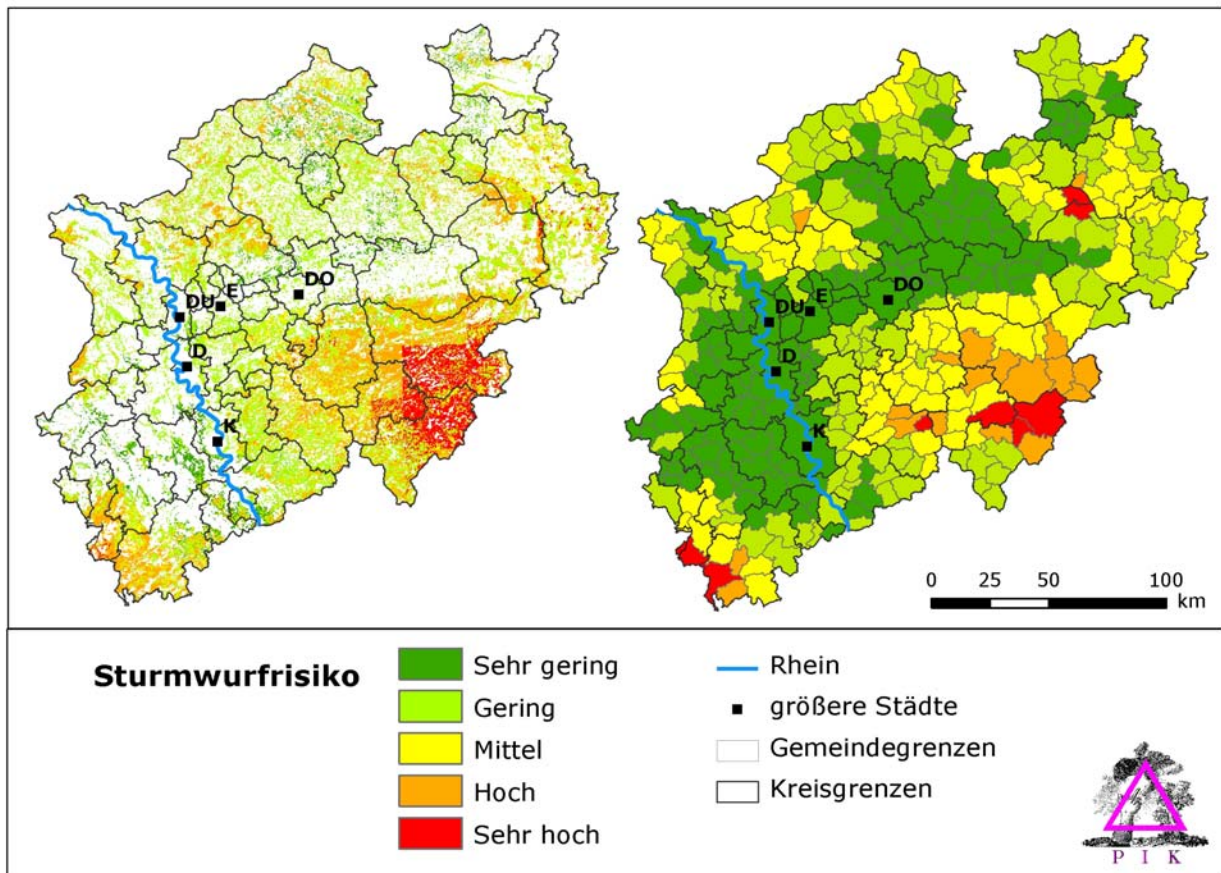 DU
E
DO
D
K
DU
E
DO
D
K
0 25 50 100
km
Sturmwurfrisiko
Sehr gering
Gering
Mittel
Hoch
Sehr hoch
Rhein
größere Städte
Gemeindegrenzen
Kreisgrenzen
P I K